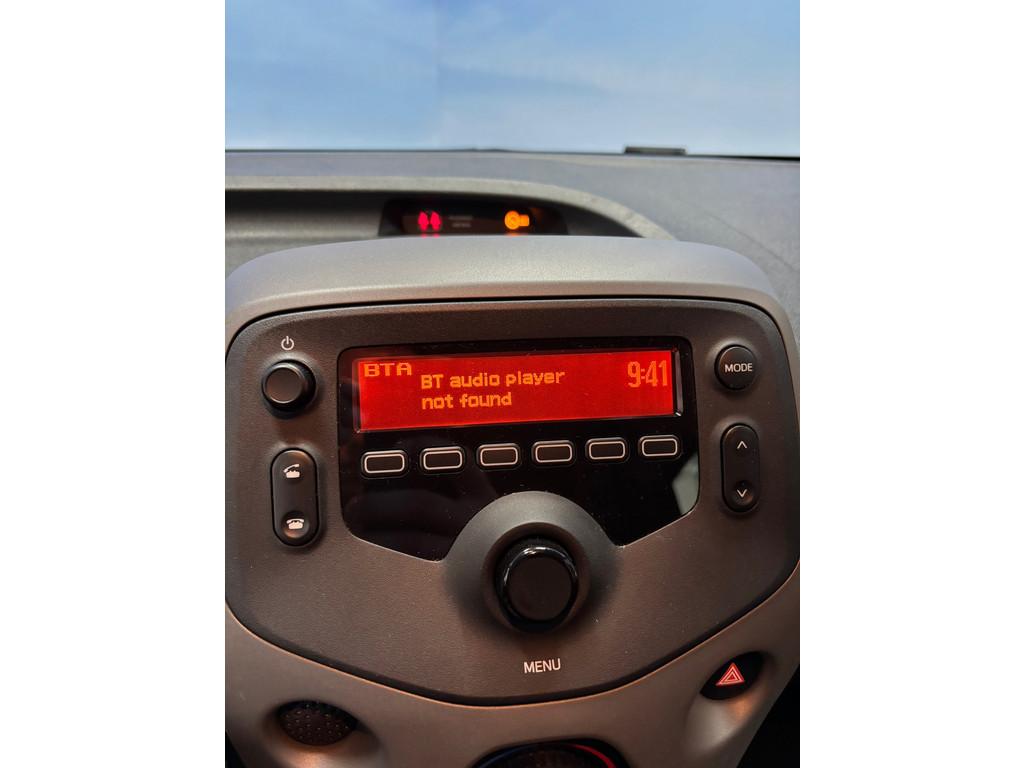 BTA
BT audio player
not found
9:41
MODE
MENU